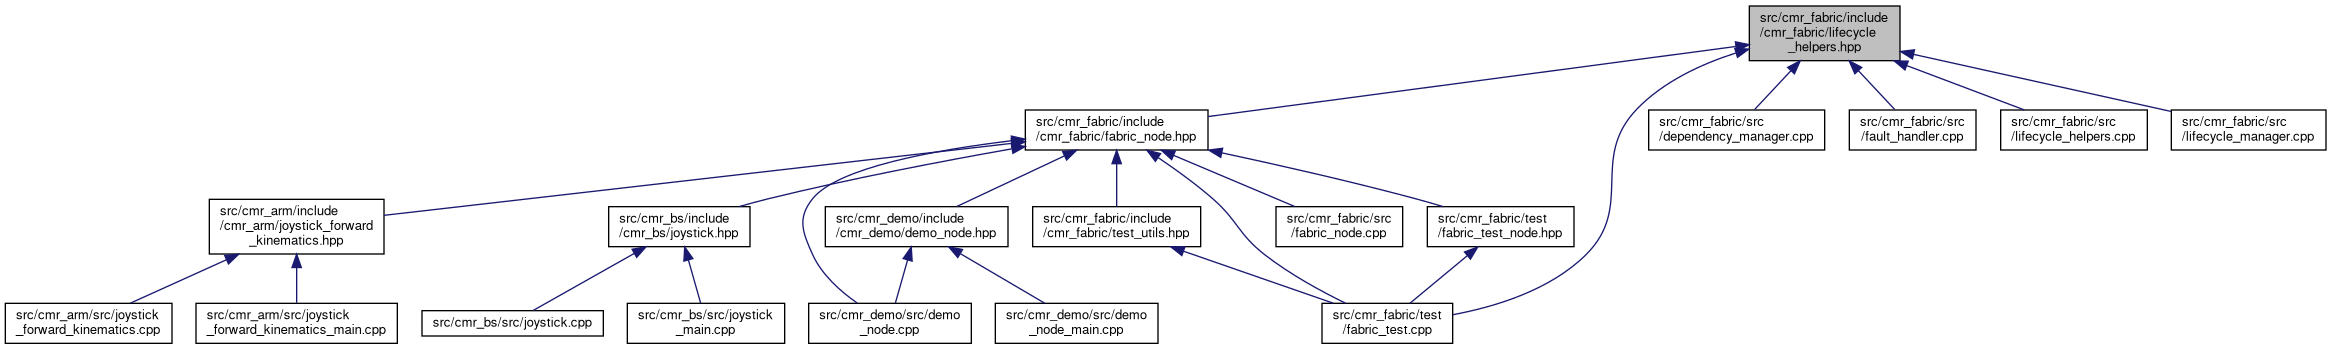 src/cmr_fabric/include
/cmr_fabric/lifecycle
_helpers.hpp
src/cmr_fabric/include
/cmr_fabric/fabric_node.hpp
src/cmr_fabric/src
/dependency_manager.cpp
src/cmr_fabric/src
/fault_handler.cpp
src/cmr_fabric/src
/lifecycle_helpers.cpp
src/cmr_fabric/src
/lifecycle_manager.cpp
src/cmr_arm/include
/cmr_arm/joystick_forward
_kinematics.hpp
src/cmr_bs/include
/cmr_bs/joystick.hpp
src/cmr_demo/include
/cmr_demo/demo_node.hpp
src/cmr_fabric/include
/cmr_fabric/test_utils.hpp
src/cmr_fabric/src
/fabric_node.cpp
src/cmr_fabric/test
/fabric_test_node.hpp
src/cmr_arm/src/joystick
_forward_kinematics.cpp
src/cmr_arm/src/joystick
_forward_kinematics_main.cpp
src/cmr_bs/src/joystick.cpp
src/cmr_bs/src/joystick
_main.cpp
src/cmr_demo/src/demo
_node.cpp
src/cmr_demo/src/demo
_node_main.cpp
src/cmr_fabric/test
/fabric_test.cpp